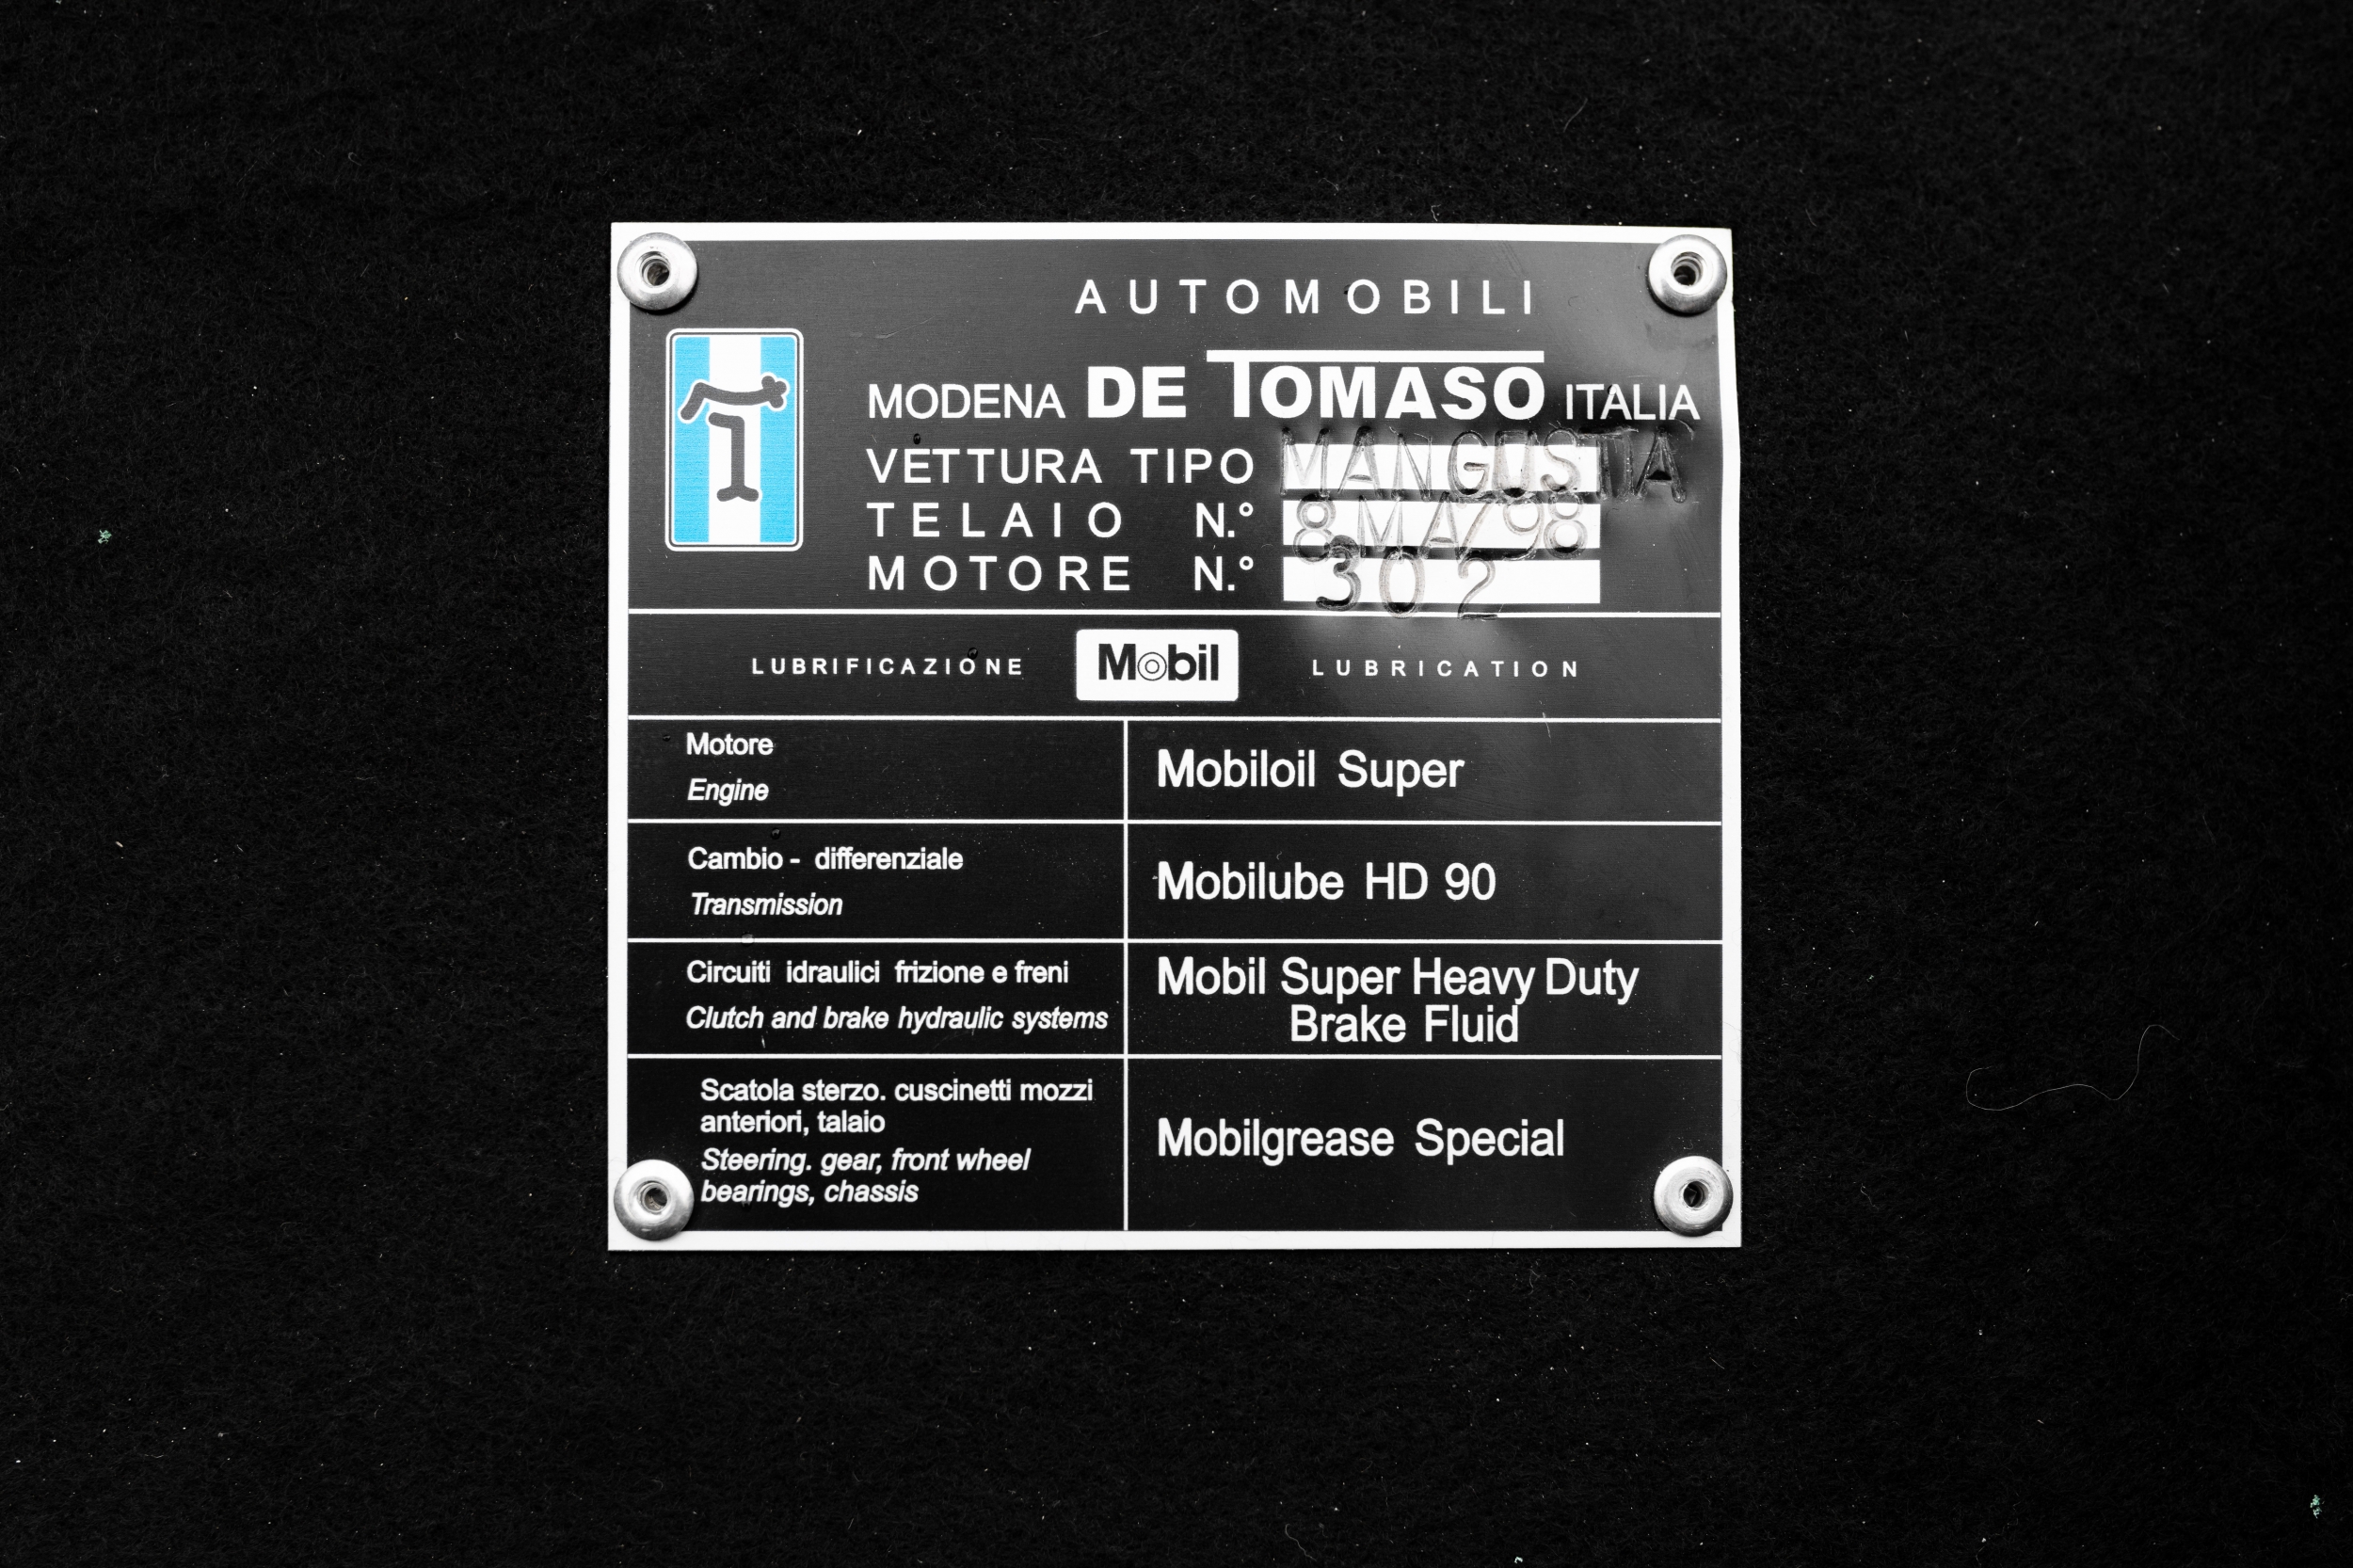 AUTOMOBILI
MODENA DE TOMASO ITALIA
VETTURA TIPO MANGUSTA
TELAIO N.° 8MA798
MOTORE N.° 302
LUBRIFICAZIONE Mobil LUBRICATION
Motore
Engine
Mobiloil Super
Cambio - differenziale
Transmission
Mobilube HD 90
Circuiti idraulici frizione e freni
Clutch and brake hydraulic systems
Mobil Super Heavy Duty
Brake Fluid
Scatola sterzo. cuscinetti mozzi
anteriori, talaio
Steering. gear, front wheel
bearings, chassis
Mobilgrease Special